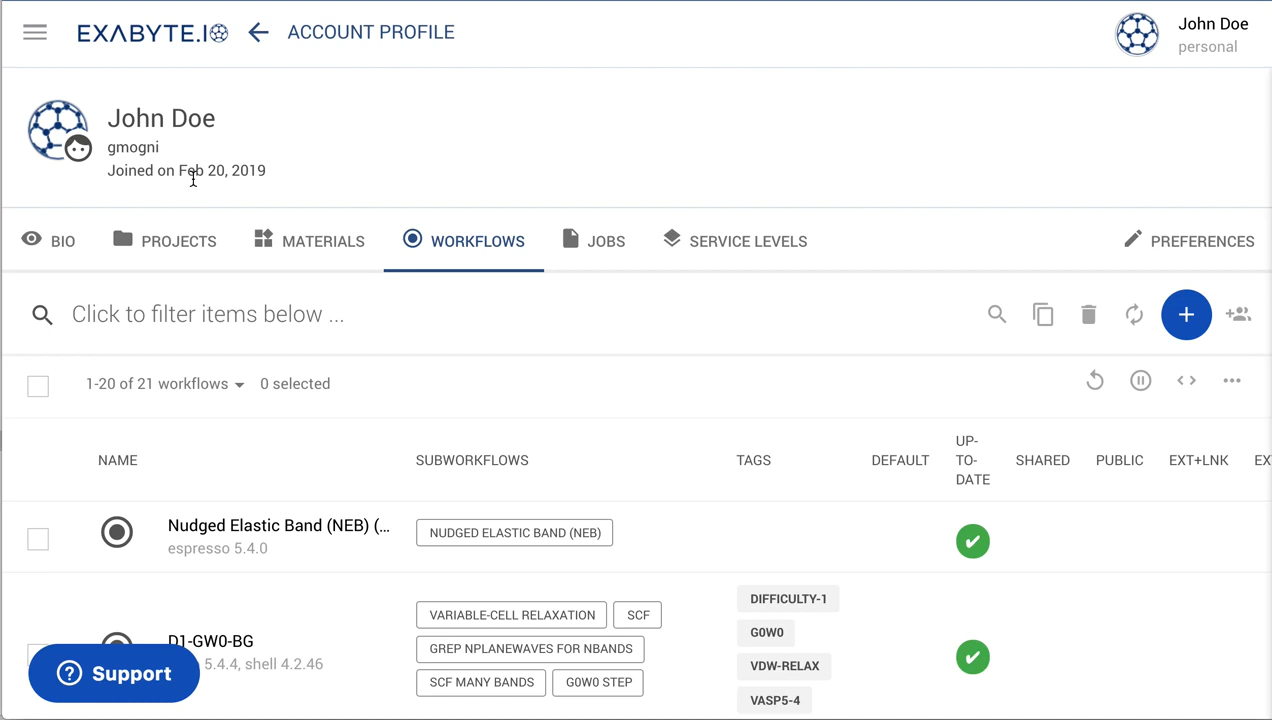 EXABYTE.IO
ACCOUNT PROFILE
John Doe
personal
John Doe
gmogni
Joined on Feb 20, 2019
BIO
PROJECTS
MATERIALS
WORKFLOWS
JOBS
SERVICE LEVELS
PREFERENCES
Click to filter items below ...
1-20 of 21 workflows
0 selected
NAME
SUBWORKFLOWS
TAGS
DEFAULT
UP-
TO-
DATE
SHARED
PUBLIC
EXT+LNK
EX
Nudged Elastic Band (NEB) (...
espresso 5.4.0
NUDGED ELASTIC BAND (NEB)
D1-GW0-BG
5.4.4, shell 4.2.46
VARIABLE-CELL RELAXATION
SCF
GREP NPLANEWAVES FOR NBANDS
SCF MANY BANDS
G0W0 STEP
DIFFICULTY-1
G0W0
VDW-RELAX
VASP5-4
Support